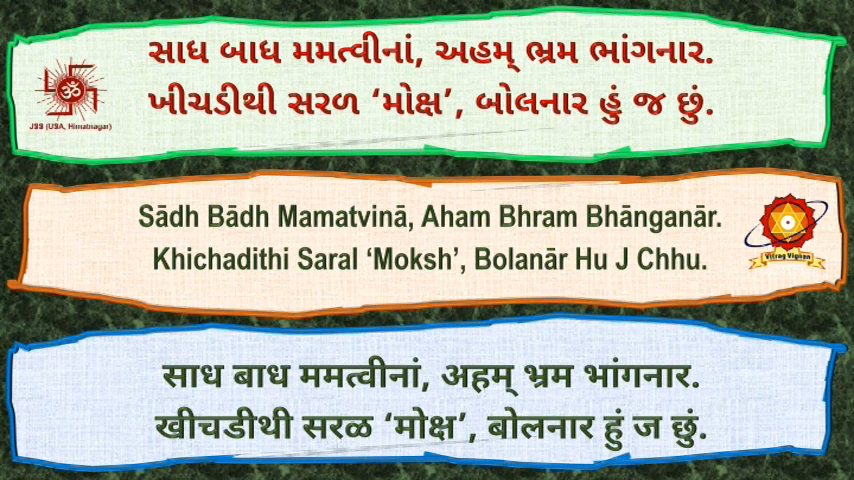 સાધ બાધ મમત્વીનાં, અહમ્ ભ્રમ ભાંગનાર.
ખીચડીથી સરળ ‘મોક્ષ’, બોલનાર હું જ છું.
ૐ
JSS (USA, Himatnagar)
Sādh Bādh Mamatvinā, Aham Bhram Bhānganār.
Khichadithi Saral ‘Moksh’, Bolanār Hu J Chhu.
Vitrag Vignan
साध बाध ममत्वीनां, अहम् भ्रम भांगनार.
खीचडीथी सरळ ‘मोक्ष’, बोलनार हुं ज छुं.